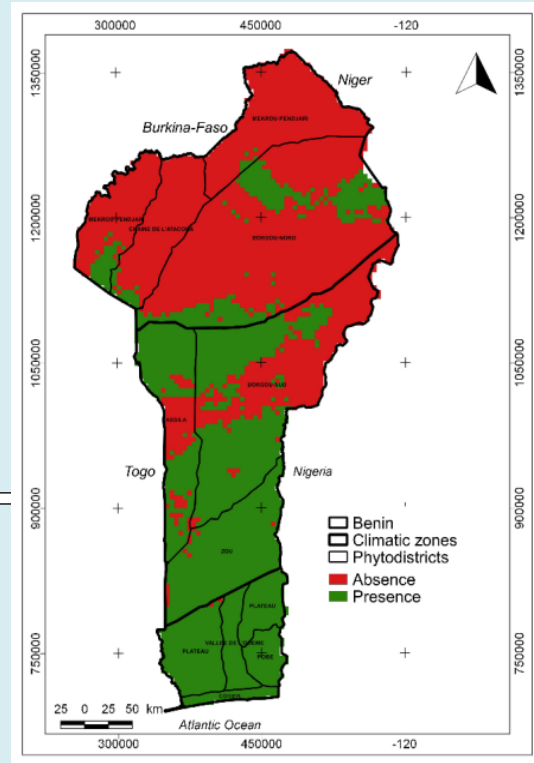 300000 450000 -120
1350000 1350000
Niger
MEKROU-PENDJARI
Burkina-Faso
1200000 1200000
MEKROU-PENDJARI
CHAINE DE L'ATACORA
BORGOU-NORD
1050000 1050000
BORGOU-SUD
BASSILA
Togo
Nigeria
900000 900000
Benin
Climatic zones
Phytodistricts
ZOU
Absence
Presence
PLATEAU
VALLEE DE L'OUEME
PLATEAU
POBE
750000 750000
COTIER
25 0 25 50 km
Atlantic Ocean
300000 450000 -120